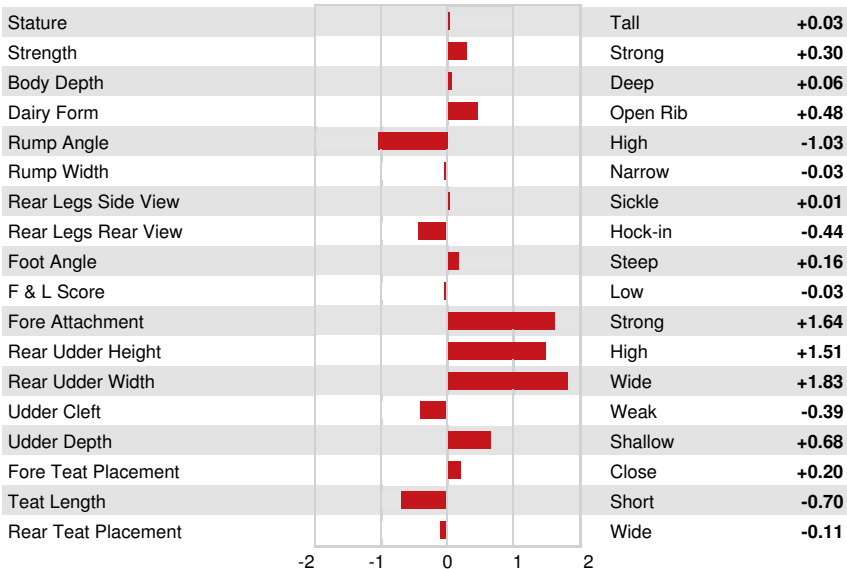 Stature Tall +0.03
Strength Strong +0.30
Body Depth Deep +0.06
Dairy Form Open Rib +0.48
Rump Angle High -1.03
Rump Width Narrow -0.03
Rear Legs Side View Sickle +0.01
Rear Legs Rear View Hock-in -0.44
Foot Angle Steep +0.16
F & L Score Low -0.03
Fore Attachment Strong +1.64
Rear Udder Height High +1.51
Rear Udder Width Wide +1.83
Udder Cleft Weak -0.39
Udder Depth Shallow +0.68
Fore Teat Placement Close +0.20
Teat Length Short -0.70
Rear Teat Placement Wide -0.11
-2 -1 0 1 2